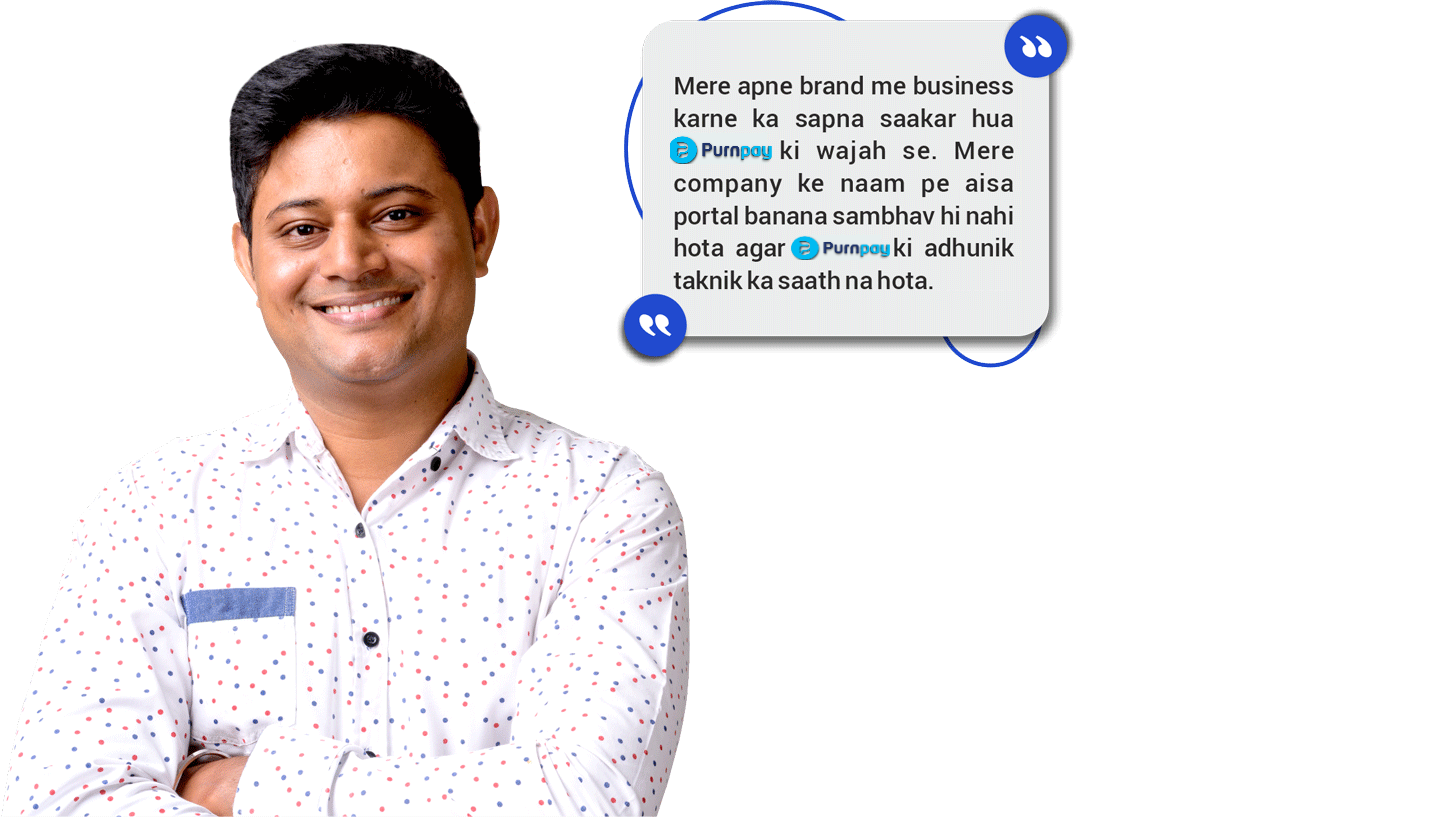 Mere apne brand me business
karne ka sapna saakar hua
Purnpay ki wajah se. Mere
company ke naam pe aisa
portal banana sambhav hi nahi
hota agar Purnpay ki adhunik
taknik ka saath na hota.